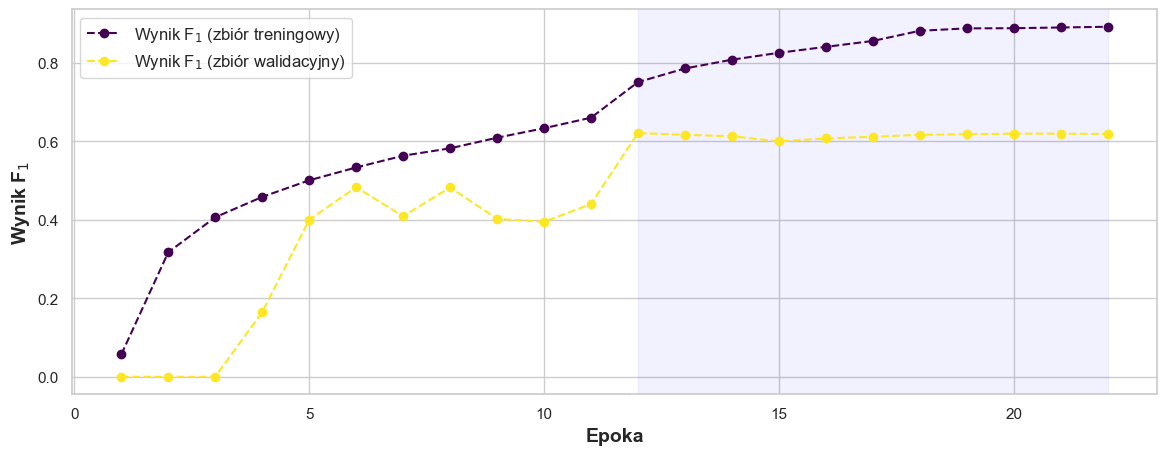 Wynik F₁ (zbiór treningowy)
Wynik F₁ (zbiór walidacyjny)
Wynik F₁
0.8
0.6
0.4
0.2
0.0
0
5
10
15
20
Epoka